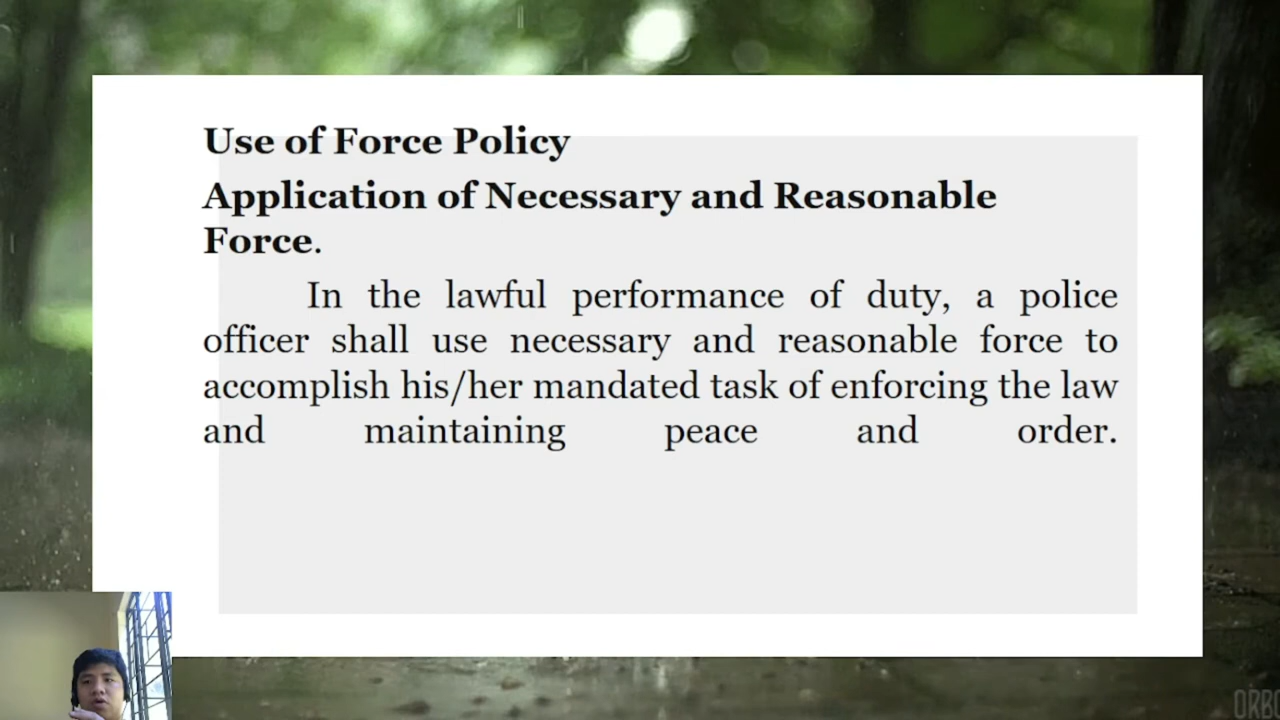 Use of Force Policy
Application of Necessary and Reasonable
Force.
In the lawful performance of duty, a police
officer shall use necessary and reasonable force to
accomplish his/her mandated task of enforcing the law
and maintaining peace and order.